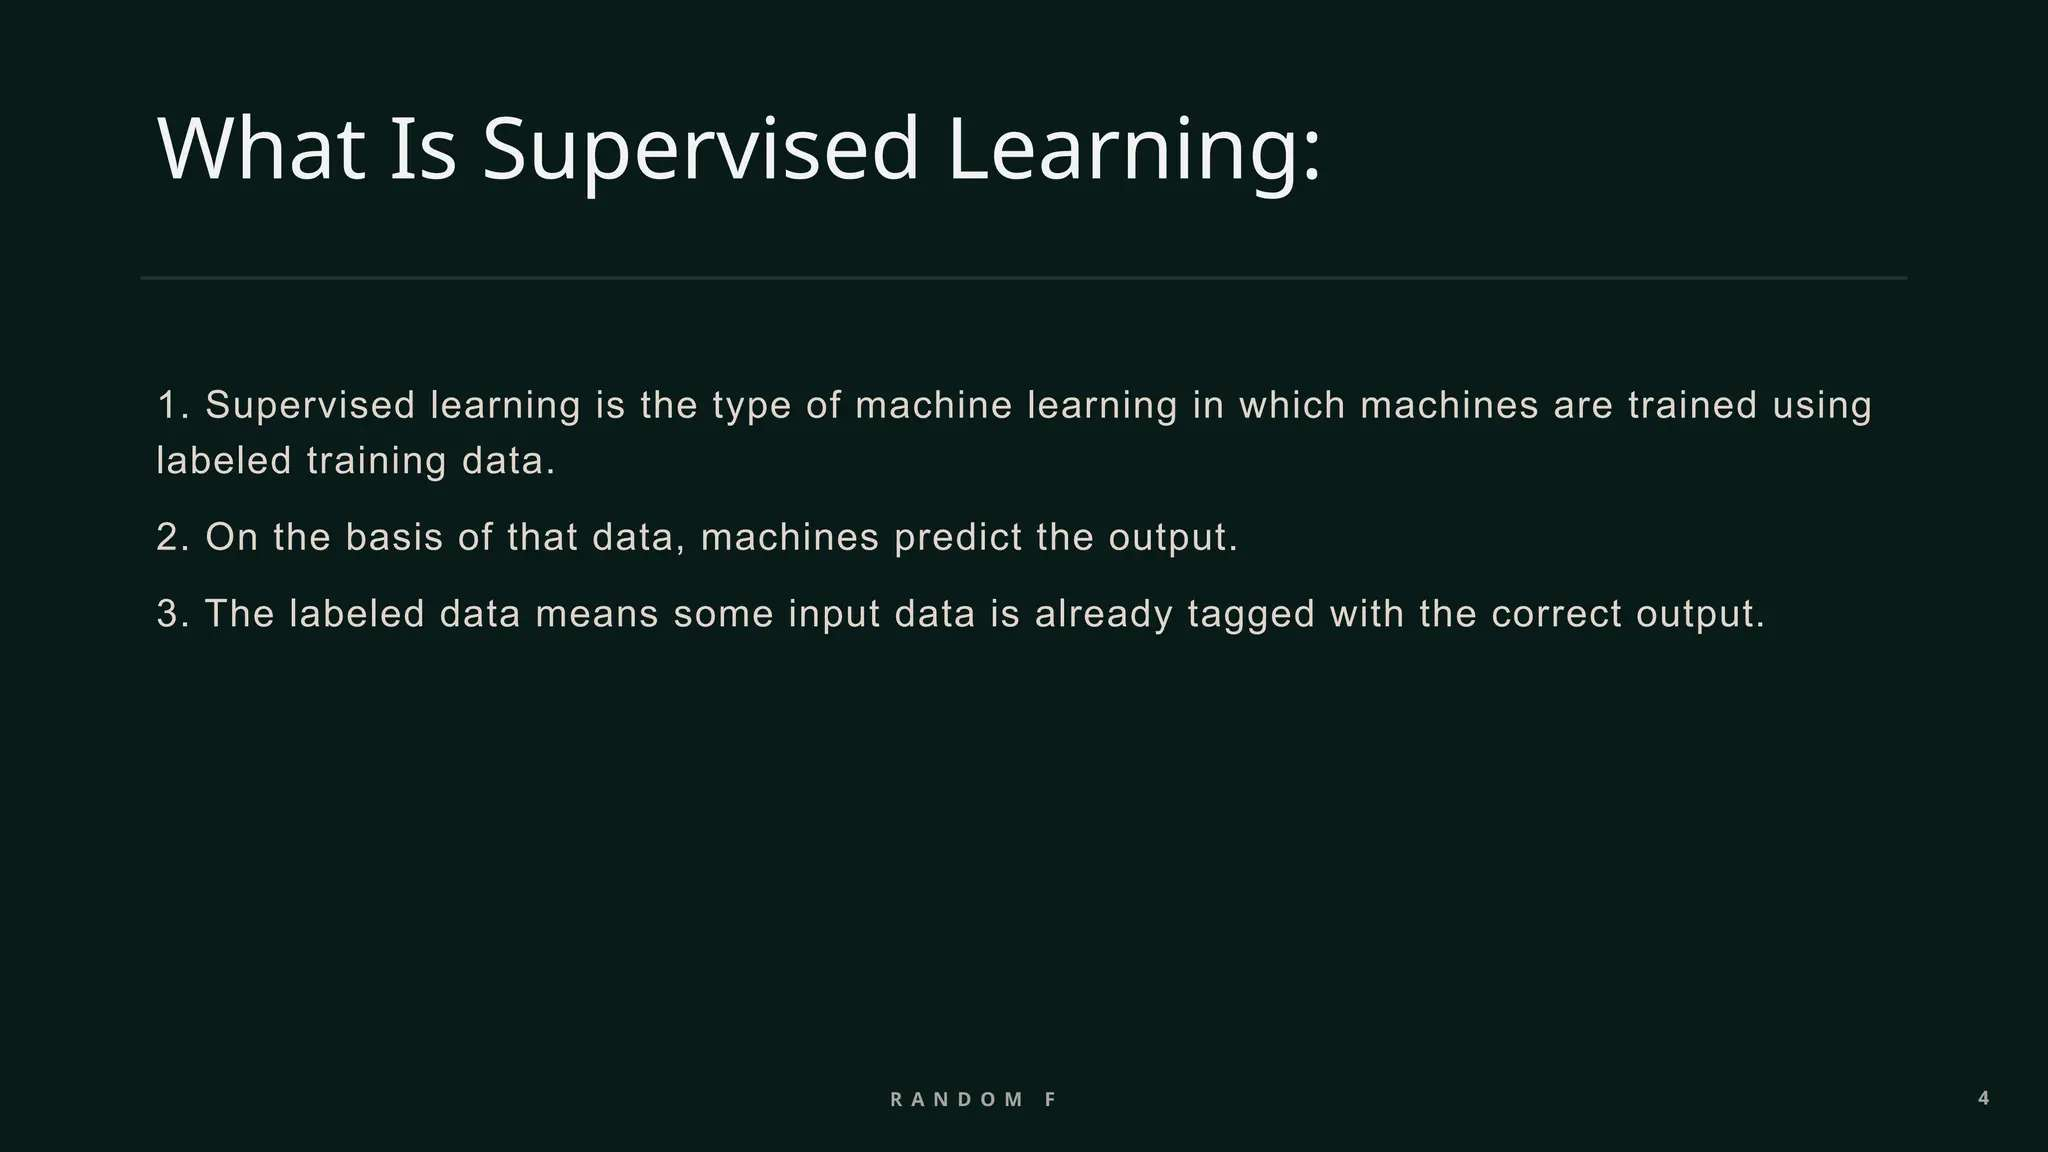 What Is Supervised Learning:
1. Supervised learning is the type of machine learning in which machines are trained using
labeled training data.
2. On the basis of that data, machines predict the output.
3. The labeled data means some input data is already tagged with the correct output.
RANDOM F
4